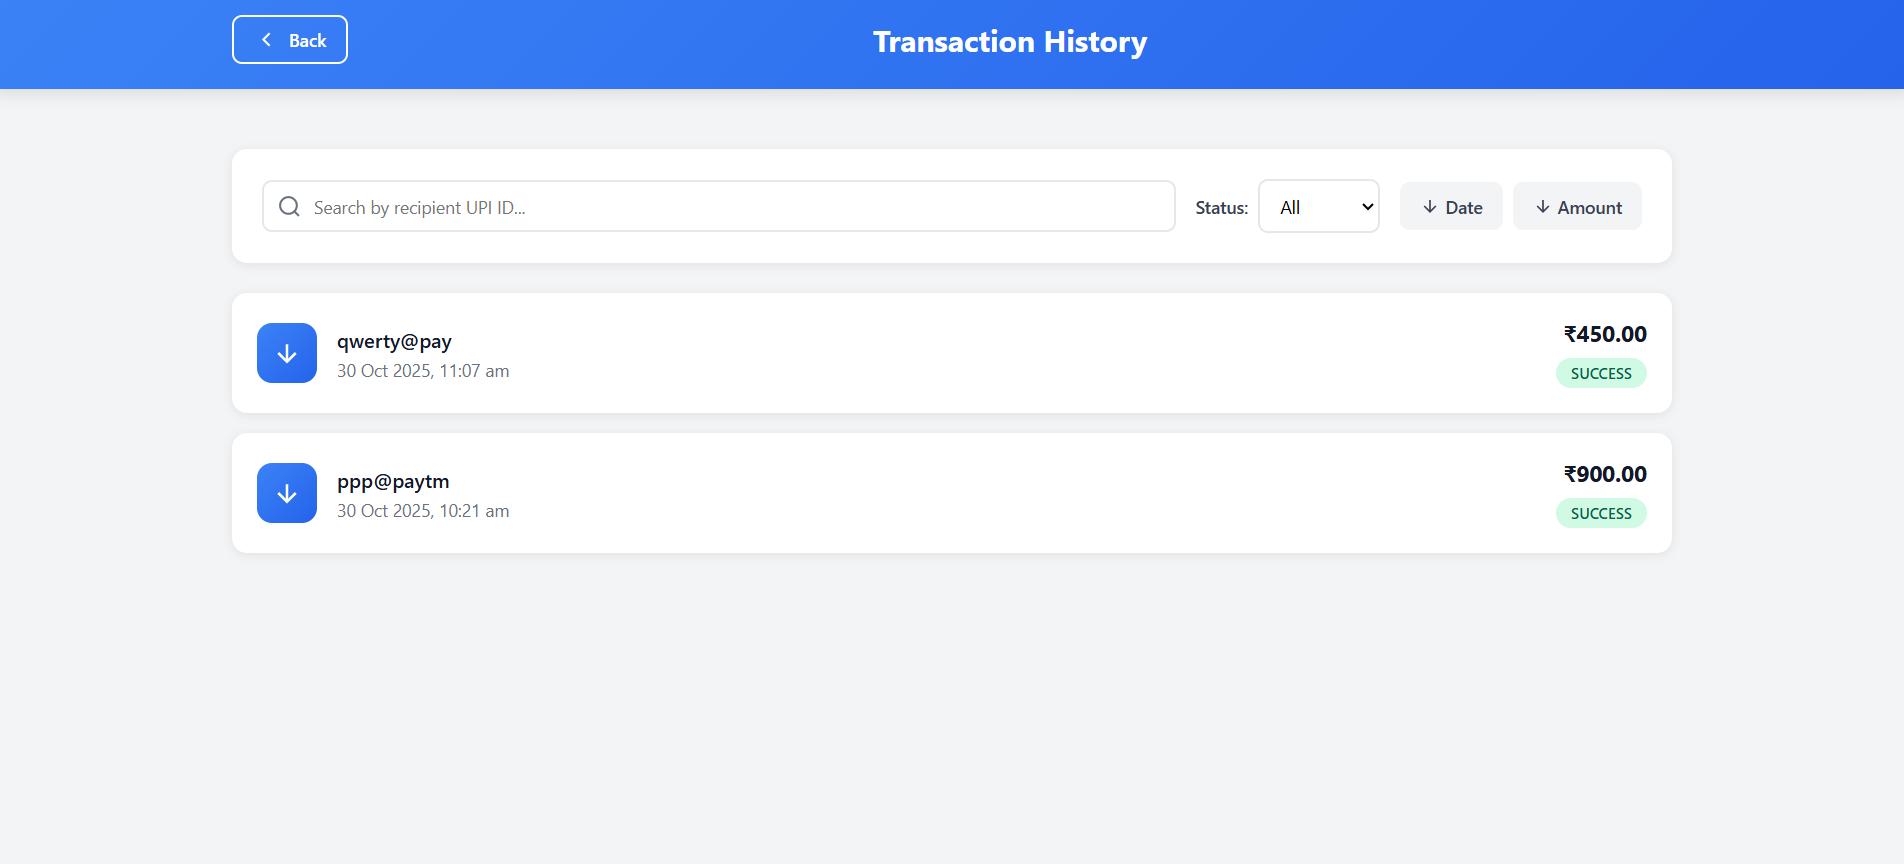 Back
Transaction History
Search by recipient UPI ID...
Status:
All
Date
Amount
qwerty@pay
30 Oct 2025, 11:07 am
₹450.00
SUCCESS
ppp@paytm
30 Oct 2025, 10:21 am
₹900.00
SUCCESS